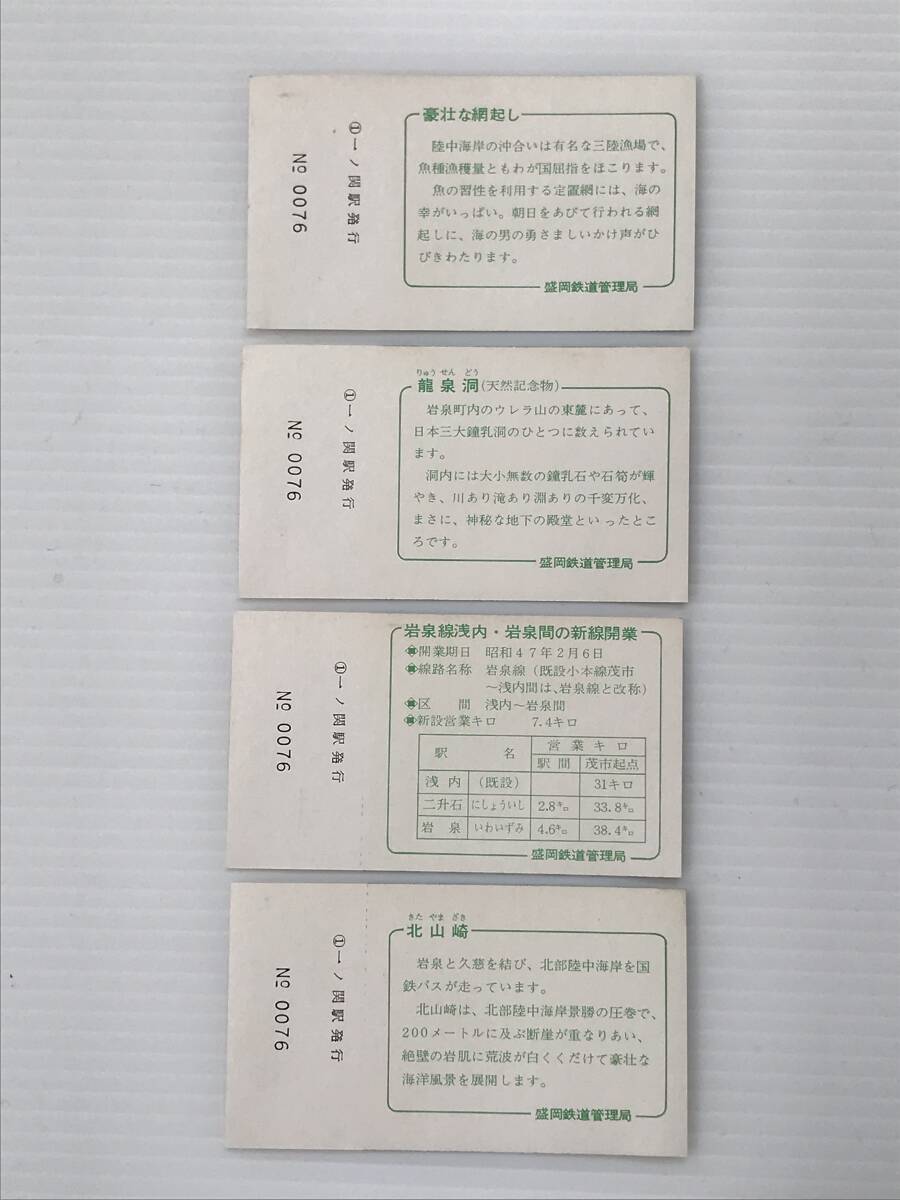 豪壮な網起し
陸中海岸の沖合いは有名な三陸漁場で、
魚種漁穫量ともわが国屈指をほこります。
魚の習性を利用する定置網には、海の
幸がいっぱい。朝日をあびて行われる網
起しに、海の男の勇さましいかけ声がひ
びきわたります。
盛岡鉄道管理局
①一ノ関駅発行
№ 0076
りゅうせんどう
龍泉洞(天然記念物)
岩泉町内のウレラ山の東麓にあって、
日本三大鐘乳洞のひとつに数えられてい
ます。
洞内には大小無数の鐘乳石や石筍が輝
やき、川あり滝あり淵ありの千変万化、
まさに、神秘な地下の殿堂といったとこ
ろです。
盛岡鉄道管理局
①一ノ関駅発行
№ 0076
岩泉線浅内・岩泉間の新線開業
開業期日 昭和47年2月6日
線路名称 岩泉線(既設小本線茂市
～浅内間は、岩泉線と改称)
区間 浅内～岩泉間
新設営業キロ 7.4キロ
駅名 営業キロ
駅間 茂市起点
浅内 (既設) 31キロ
二升石 にしょういし 2.8キロ 33.8キロ
岩泉 いわいずみ 4.6キロ 38.4キロ
盛岡鉄道管理局
①一ノ関駅発行
№ 0076
きたやまざき
北山崎
岩泉と久慈を結び、北部陸中海岸を国
鉄バスが走っています。
北山崎は、北部陸中海岸景勝の圧巻で、
200メートルに及ぶ断崖が重なりあい、
絶壁の岩肌に荒波が白くくだけて豪壮な
海洋風景を展開します。
盛岡鉄道管理局
①一ノ関駅発行
№ 0076